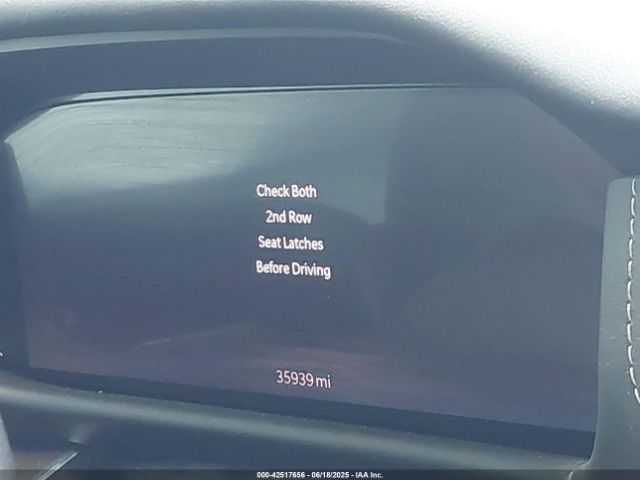 Check Both
2nd Row
Seat Latches
Before Driving
35939 mi
000-42517656 - 06/18/2025 - IAA Inc.